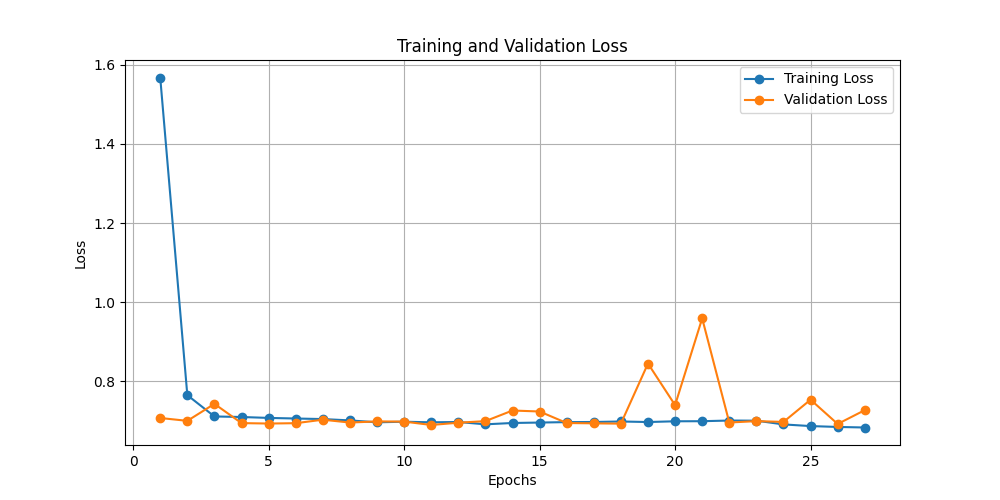 Training and Validation Loss
Training Loss
Validation Loss
1.6
1.4
1.2
1.0
0.8
Loss
0 5 10 15 20 25
Epochs